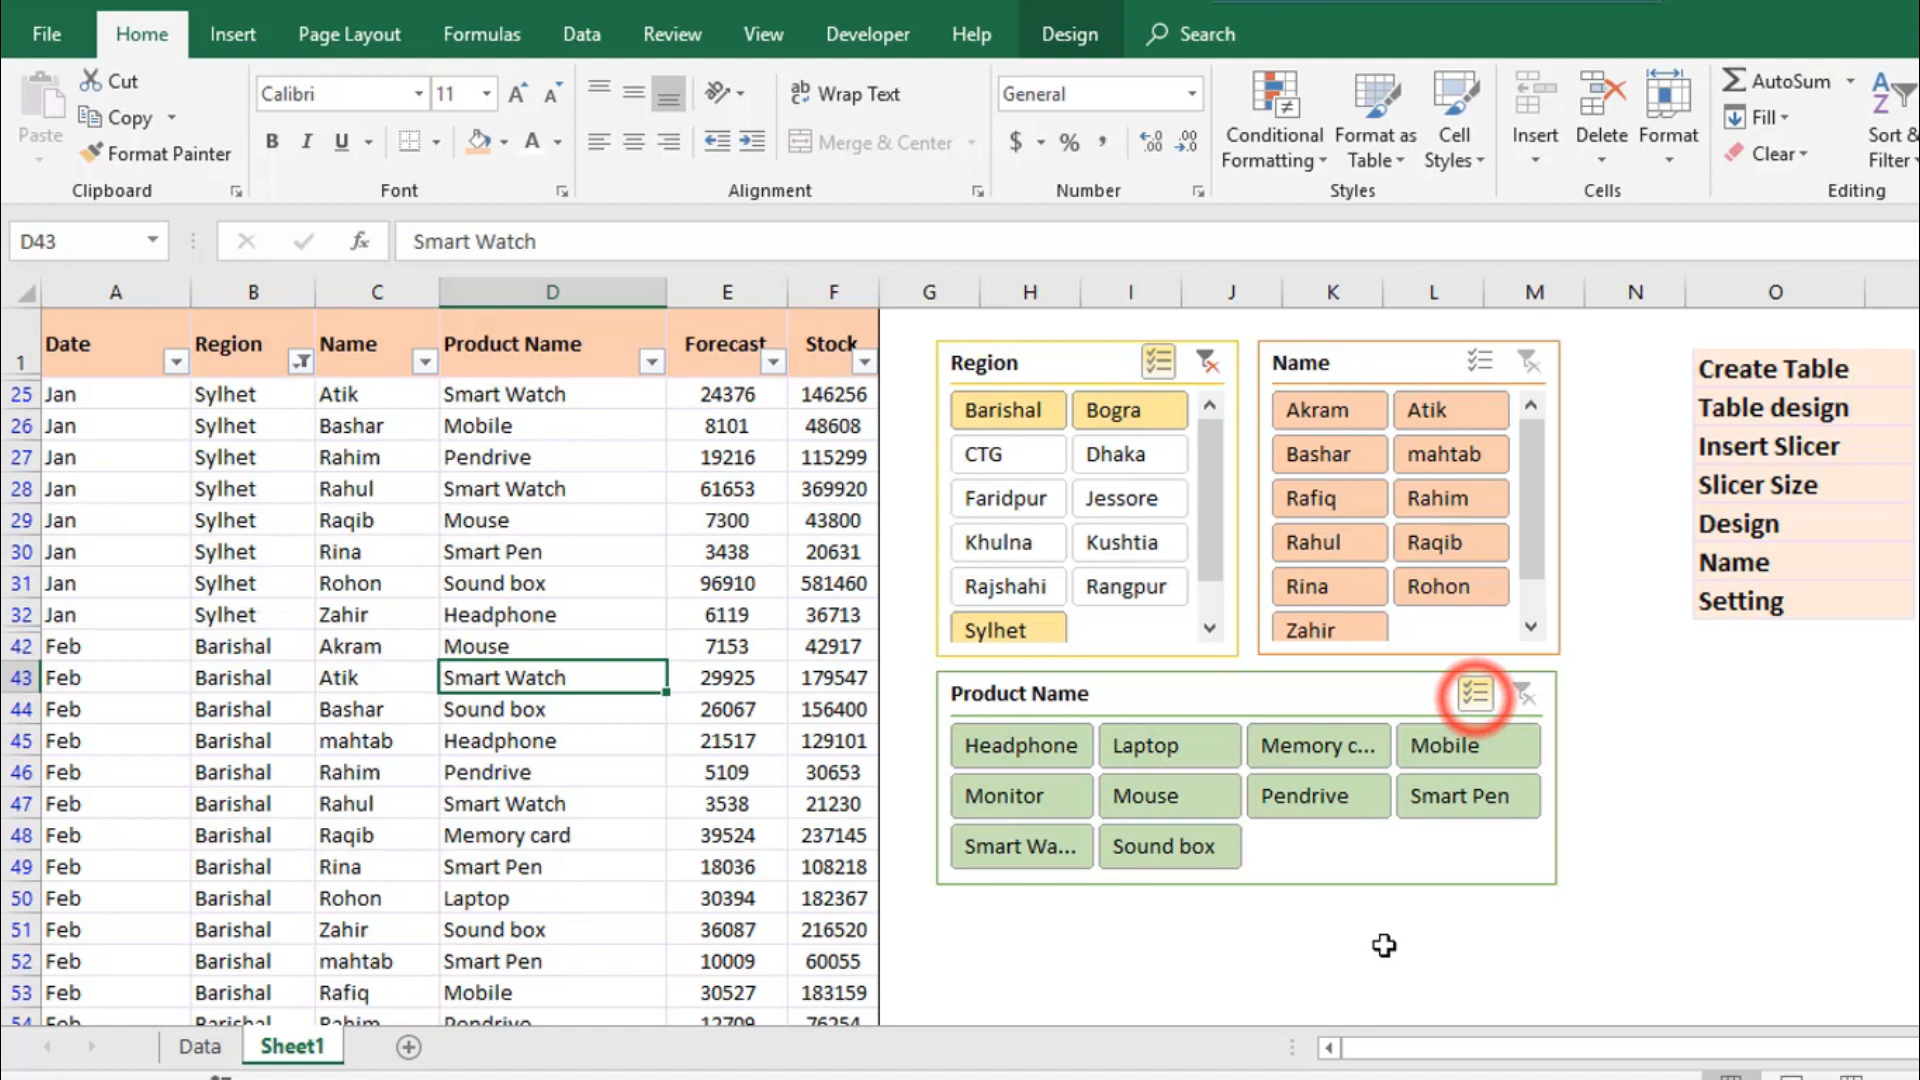 File Home Insert Page Layout Formulas Data Review View Developer Help Design Search
Paste
Cut
Copy
Format Painter
Clipboard
Calibri 11
B I U A
Font
ab Wrap Text
Merge & Center
Alignment
General
$ % ,
Number
Conditional Formatting
Format as Table
Cell Styles
Styles
Insert Delete Format
Cells
AutoSum
Fill
Clear
Sort &
Filter
Editing
D43 fx Smart Watch
A B C D E F G H I J K L M N O
1 Date Region Name Product Name Forecast Stock
25 Jan Sylhet Atik Smart Watch 24376 146256
26 Jan Sylhet Bashar Mobile 8101 48608
27 Jan Sylhet Rahim Pendrive 19216 115299
28 Jan Sylhet Rahul Smart Watch 61653 369920
29 Jan Sylhet Raqib Mouse 7300 43800
30 Jan Sylhet Rina Smart Pen 3438 20631
31 Jan Sylhet Rohon Sound box 96910 581460
32 Jan Sylhet Zahir Headphone 6119 36713
42 Feb Barishal Akram Mouse 7153 42917
43 Feb Barishal Atik Smart Watch 29925 179547
44 Feb Barishal Bashar Sound box 26067 156400
45 Feb Barishal mahtab Headphone 21517 129101
46 Feb Barishal Rahim Pendrive 5109 30653
47 Feb Barishal Rahul Smart Watch 3538 21230
48 Feb Barishal Raqib Memory card 39524 237145
49 Feb Barishal Rina Smart Pen 18036 108218
50 Feb Barishal Rohon Laptop 30394 182367
51 Feb Barishal Zahir Sound box 36087 216520
52 Feb Barishal mahtab Smart Pen 10009 60055
53 Feb Barishal Rafiq Mobile 30527 183159
54 Feb Barishal Rahim Pendrive 12709 76254
Region
Barishal Bogra
CTG Dhaka
Faridpur Jessore
Khulna Kushtia
Rajshahi Rangpur
Sylhet
Name
Akram Atik
Bashar mahtab
Rafiq Rahim
Rahul Raqib
Rina Rohon
Zahir
Product Name
Headphone Laptop Memory c... Mobile
Monitor Mouse Pendrive Smart Pen
Smart Wa... Sound box
Create Table
Table design
Insert Slicer
Slicer Size
Design
Name
Setting
Data Sheet1